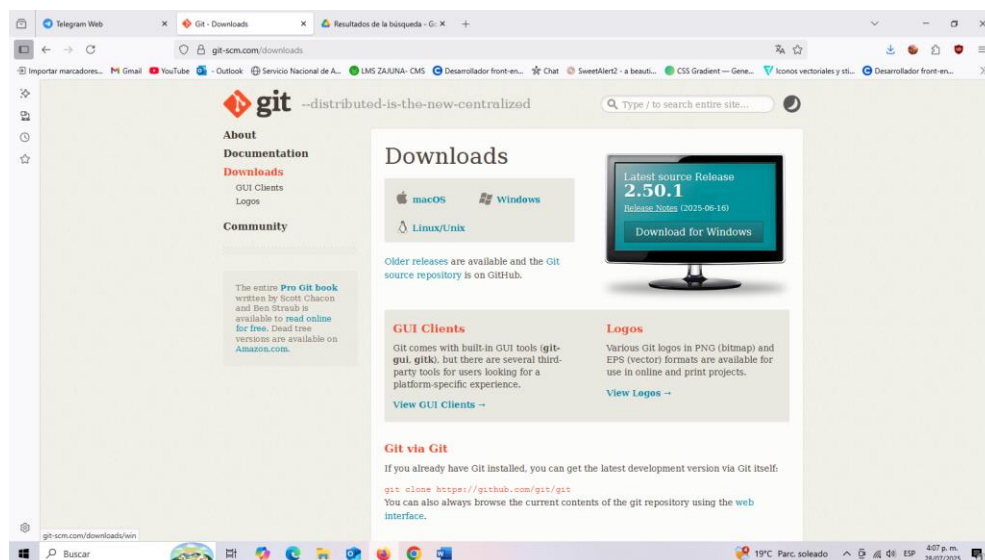 Telegram Web
Git - Downloads
Resultados de la búsqueda - G
git-scm.com/downloads
Importar marcadores...
Gmail
YouTube
- Outlook
Servicio Nacional de A...
LMS ZAJUNA- CMS
Desarrollador front-en...
Chat
SweetAlert2 - a beauti...
CSS Gradient — Gene...
Iconos vectoriales y sti...
Desarrollador front-en...
git --distributed-is-the-new-centralized
Type / to search entire site...
About
Documentation
Downloads
GUI Clients
Logos
Community
The entire Pro Git book
written by Scott Chacon
and Ben Straub is
available to read online
for free. Dead tree
versions are available on
Amazon.com.
Downloads
macOS
Windows
Linux/Unix
Older releases are available and the Git
source repository is on GitHub.
Latest source Release
2.50.1
Release Notes (2025-06-16)
Download for Windows
GUI Clients
Git comes with built-in GUI tools (git-
gui, gitk), but there are several third-
party tools for users looking for a
platform-specific experience.
View GUI Clients →
Logos
Various Git logos in PNG (bitmap) and
EPS (vector) formats are available for
use in online and print projects.
View Logos →
Git via Git
If you already have Git installed, you can get the latest development version via Git itself:
git clone https://github.com/git/git
You can also always browse the current contents of the git repository using the web
interface.
git-scm.com/downloads/win
Buscar
19°C Parc. soleado
ESP
4:07 p. m.
28/07/2025